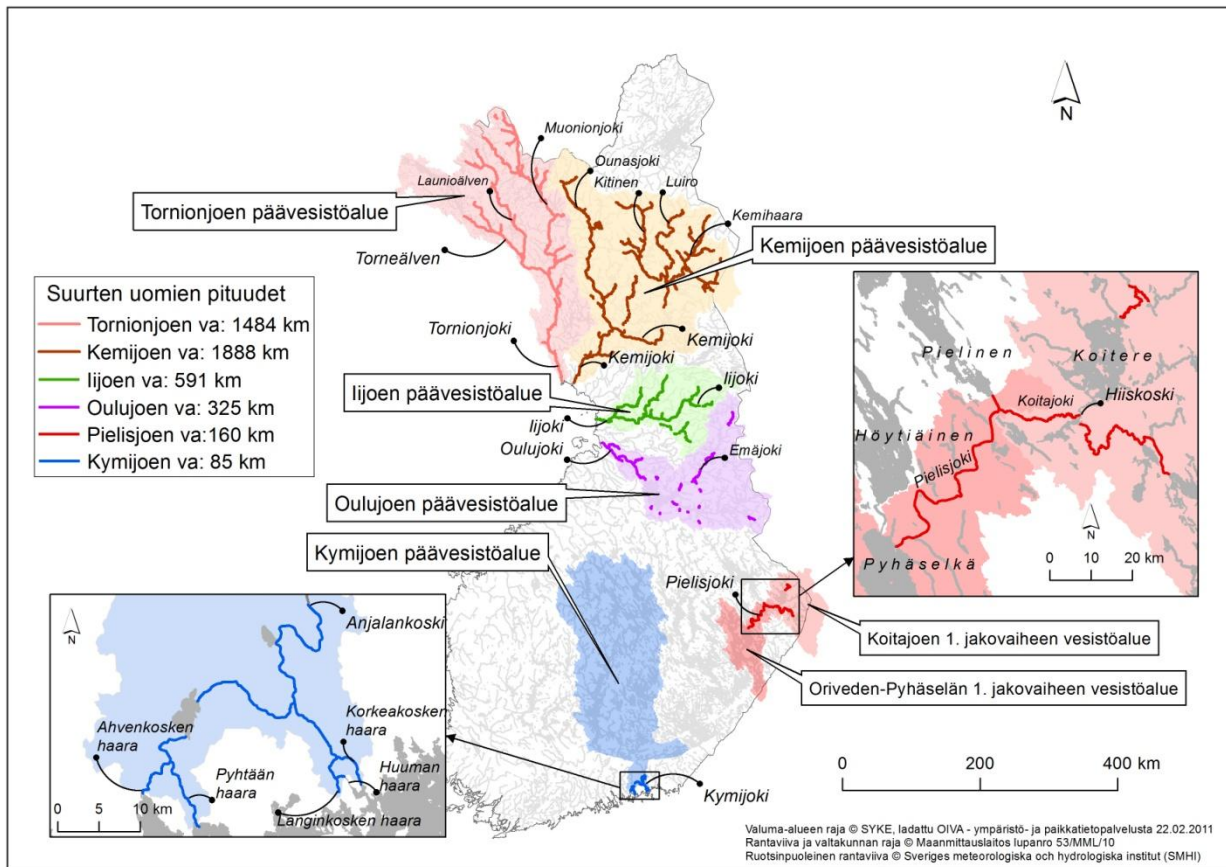 N
Muonionjoki
Ounasjoki
Launioälven
Kitinen
Luiro
Tornionjoen päävesistöalue
Kemihaara
Kemijoen päävesistöalue
Torneälven
Suurten uomien pituudet
Tornionjoen va: 1484 km
Kemijoen va: 1888 km
Iijoen va: 591 km
Oulujoen va: 325 km
Pielisjoen va:160 km
Kymijoen va: 85 km
Tornionjoki
Kemijoki
Kemijoki
Iijoen päävesistöalue
Iijoki
Iijoki
Oulujoki
Emäjoki
Oulujoen päävesistöalue
Kymijoen päävesistöalue
Pielisjoki
Koitajoen 1. jakovaiheen vesistöalue
Oriveden-Pyhäselän 1. jakovaiheen vesistöalue
Kymijoki
Pielinen
Koitere
Koitajoki
Hiiskoski
Höytiäinen
Pielisjoki
Pyhäselkä
N
0 10 20 km
N
Anjalankoski
Ahvenkosken
haara
Korkeakosken
haara
Pyhtään
haara
Huuman
haara
Langinkosken haara
0 5 10 km
0 200 400 km
Valuma-alueen raja © SYKE, ladattu OIVA - ympäristö- ja paikkatietopalvelusta 22.02.2011
Rantaviiva ja valtakunnan raja © Maanmittauslaitos lupanro 53/MML/10
Ruotsinpuoleinen rantaviiva © Sveriges meteorologiska och hydrologiska institut (SMHI)